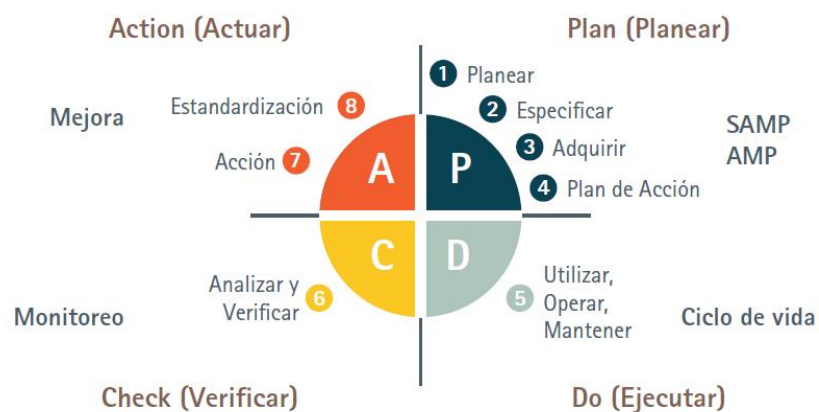 Action (Actuar)
Plan (Planear)
1 Planear
2 Especificar
3 Adquirir
4 Plan de Acción
SAMP
AMP
Mejora
Estandardización 8
Acción 7
A
P
C
D
Analizar y
Verificar 6
Monitoreo
5 Utilizar,
Operar,
Mantener
Ciclo de vida
Check (Verificar)
Do (Ejecutar)